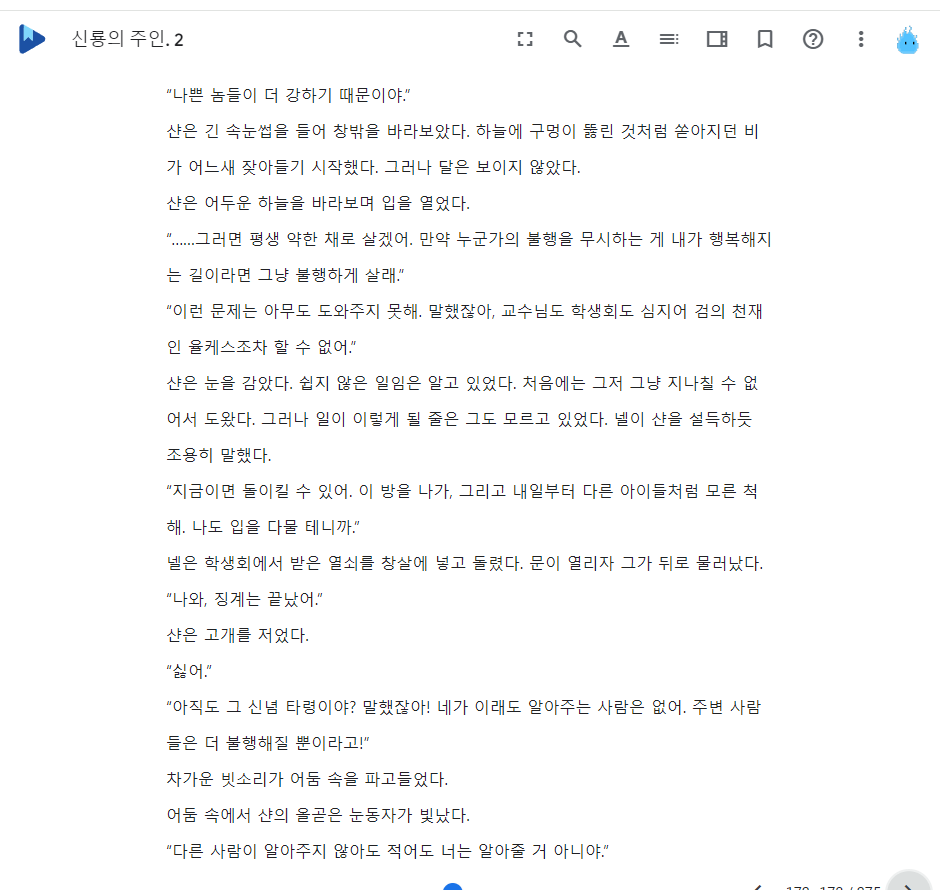 신룡의 주인. 2
"나쁜 놈들이 더 강하기 때문이야."
샨은 긴 속눈썹을 들어 창밖을 바라보았다. 하늘에 구멍이 뚫린 것처럼 쏟아지던 비
가 어느새 잦아들기 시작했다. 그러나 달은 보이지 않았다.
샨은 어두운 하늘을 바라보며 입을 열었다.
"……그러면 평생 약한 채로 살겠어. 만약 누군가의 불행을 무시하는 게 내가 행복해지
는 길이라면 그냥 불행하게 살래."
"이런 문제는 아무도 도와주지 못해. 말했잖아, 교수님도 학생회도 심지어 검의 천재
인 율케스조차 할 수 없어."
샨은 눈을 감았다. 쉽지 않은 일임은 알고 있었다. 처음에는 그저 그냥 지나칠 수 없
어서 도왔다. 그러나 일이 이렇게 될 줄은 그도 모르고 있었다. 넬이 샨을 설득하듯
조용히 말했다.
"지금이면 돌이킬 수 있어. 이 방을 나가, 그리고 내일부터 다른 아이들처럼 모른 척
해. 나도 입을 다물 테니까."
넬은 학생회에서 받은 열쇠를 창살에 넣고 돌렸다. 문이 열리자 그가 뒤로 물러났다.
"나와, 징계는 끝났어."
샨은 고개를 저었다.
"싫어."
"아직도 그 신념 타령이야? 말했잖아! 네가 이래도 알아주는 사람은 없어. 주변 사람
들은 더 불행해질 뿐이라고!"
차가운 빗소리가 어둠 속을 파고들었다.
어둠 속에서 샨의 올곧은 눈동자가 빛났다.
"다른 사람이 알아주지 않아도 적어도 너는 알아줄 거 아니야."